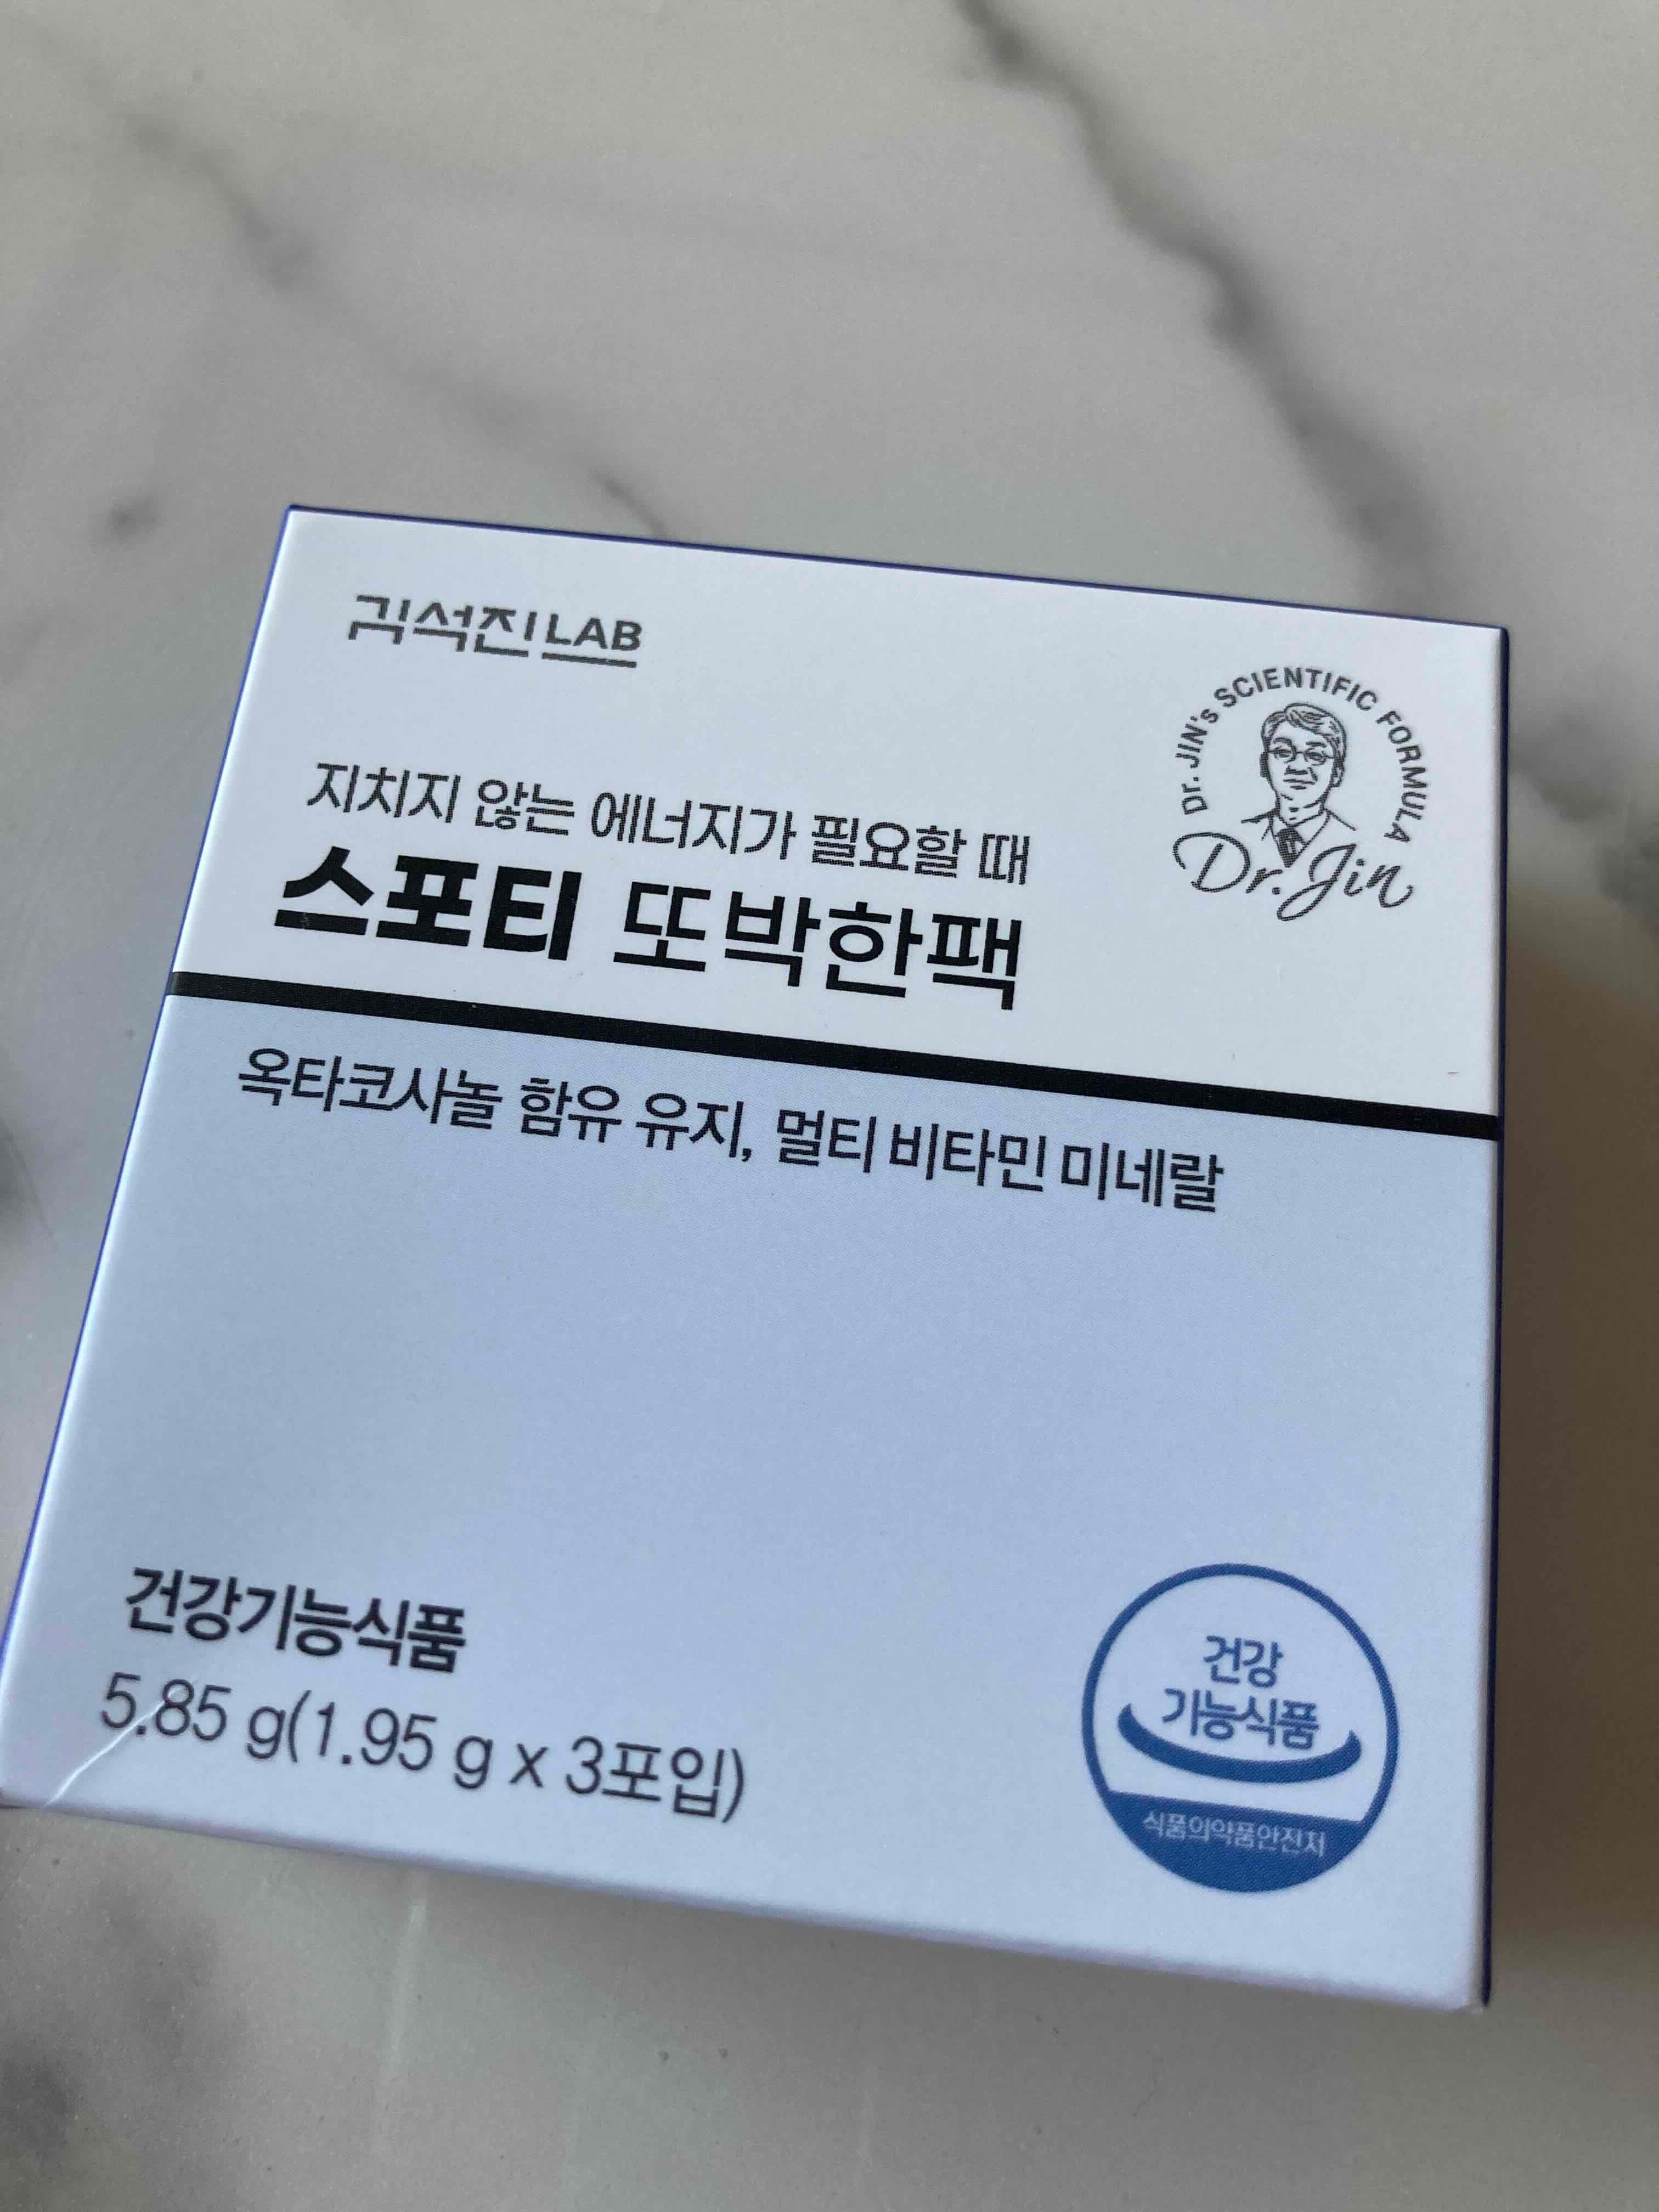 김석진LAB
Dr. JIN's SCIENTIFIC FORMULA
Dr. Jin
지치지 않는 에너지가 필요할 때
스포티 또박한팩
옥타코사놀 함유 유지, 멀티 비타민 미네랄
건강기능식품
5.85 g(1.95 g x 3포입)
건강
기능식품
식품의약품안전처